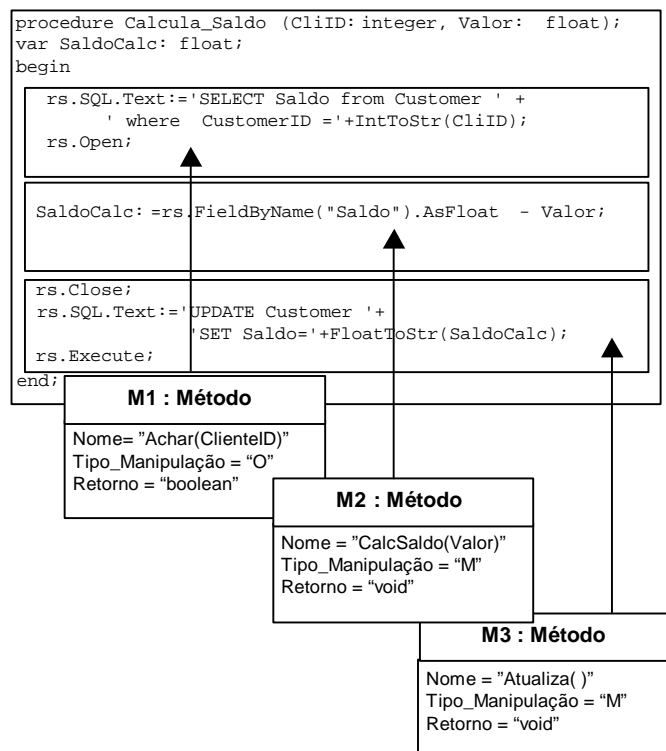 procedure Calcula_Saldo (CliID: integer, Valor: float);
var SaldoCalc: float;
begin
rs.SQL.Text:='SELECT Saldo from Customer ' +
' where CustomerID ='+IntToStr(CliID);
rs.Open;
SaldoCalc:=rs.FieldByName("Saldo").AsFloat - Valor;
rs.Close;
rs.SQL.Text:='UPDATE Customer '+
'SET Saldo='+FloatToStr(SaldoCalc);
rs.Execute;
end;
M1 : Método
Nome= "Achar(ClienteID)"
Tipo_Manipulação = “O”
Retorno = “boolean”
M2 : Método
Nome = "CalcSaldo(Valor)”
Tipo_Manipulação = “M”
Retorno = “void”
M3 : Método
Nome = "Atualiza( )”
Tipo_Manipulação = “M”
Retorno = “void”